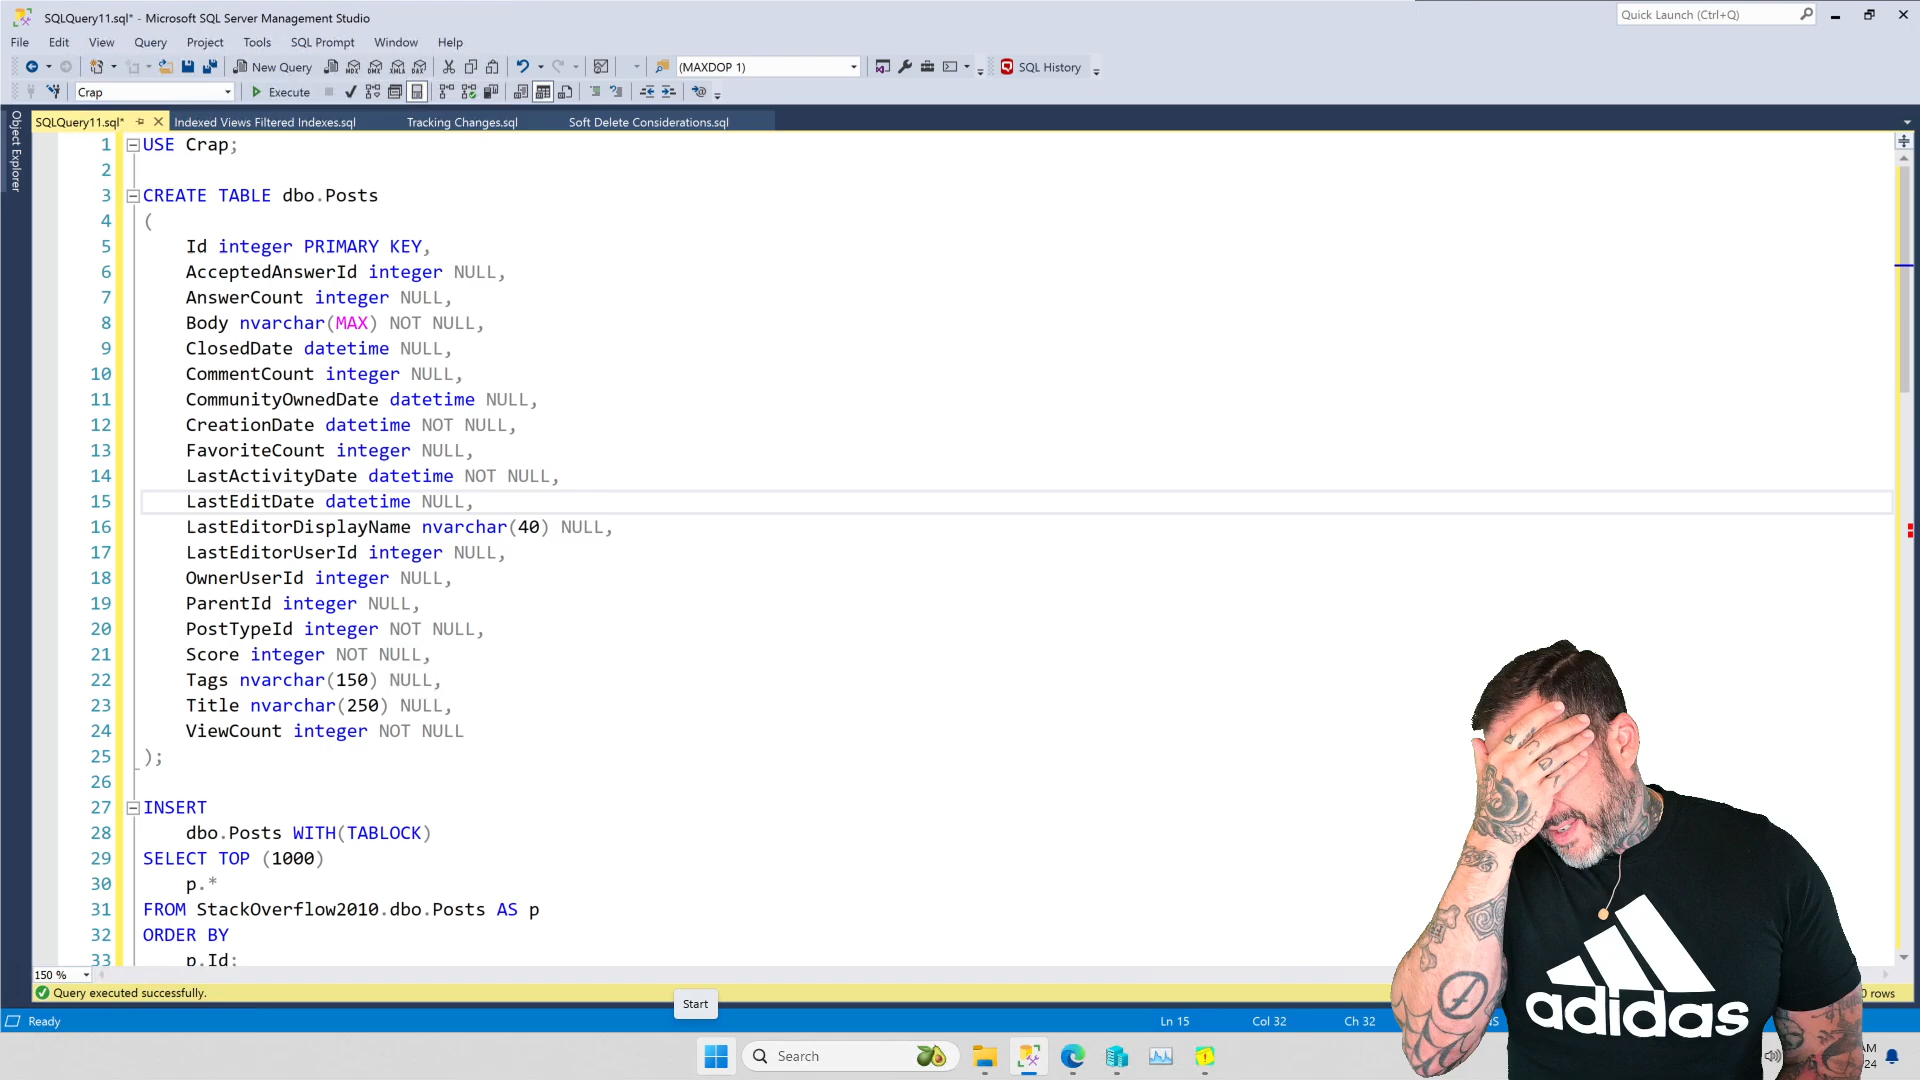 SQLQuery11.sql* - Microsoft SQL Server Management Studio
Quick Launch (Ctrl+Q)
File Edit View Query Project Tools SQL Prompt Window Help
New Query
MDX DMX XMLA DAX
(MAXDOP 1)
SQL History
Crap
Execute
Object Explorer
SQLQuery11.sql* Indexed Views Filtered Indexes.sql Tracking Changes.sql Soft Delete Considerations.sql
1 USE Crap;
2
3 CREATE TABLE dbo.Posts
4 (
5 Id integer PRIMARY KEY,
6 AcceptedAnswerId integer NULL,
7 AnswerCount integer NULL,
8 Body nvarchar(MAX) NOT NULL,
9 ClosedDate datetime NULL,
10 CommentCount integer NULL,
11 CommunityOwnedDate datetime NULL,
12 CreationDate datetime NOT NULL,
13 FavoriteCount integer NULL,
14 LastActivityDate datetime NOT NULL,
15 LastEditDate datetime NULL,
16 LastEditorDisplayName nvarchar(40) NULL,
17 LastEditorUserId integer NULL,
18 OwnerUserId integer NULL,
19 ParentId integer NULL,
20 PostTypeId integer NOT NULL,
21 Score integer NOT NULL,
22 Tags nvarchar(150) NULL,
23 Title nvarchar(250) NULL,
24 ViewCount integer NOT NULL
25 );
26
27 INSERT
28 dbo.Posts WITH(TABLOCK)
29 SELECT TOP (1000)
30 p.*
31 FROM StackOverflow2010.dbo.Posts AS p
32 ORDER BY
33 p.Id;
150 %
Query executed successfully.
0 rows
Start
Ready
Ln 15 Col 32 Ch 32
Search
adidas